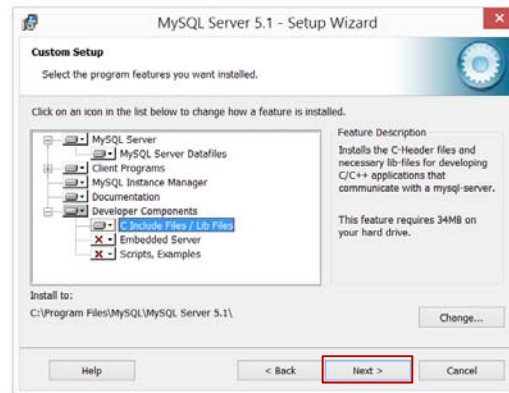 MySQL Server 5.1 - Setup Wizard
Custom Setup
Select the program features you want installed.
Click on an icon in the list below to change how a feature is installed.
MySQL Server
MySQL Server Datafiles
Client Programs
MySQL Instance Manager
Documentation
Developer Components
C Include Files / Lib Files
Embedded Server
Scripts, Examples
Feature Description
Installs the C-Header files and
necessary lib-files for developing
C/C++ applications that
communicate with a mysql-server.
This feature requires 34MB on
your hard drive.
Install to:
C:\Program Files\MySQL\MySQL Server 5.1\
Change...
Help
< Back
Next >
Cancel